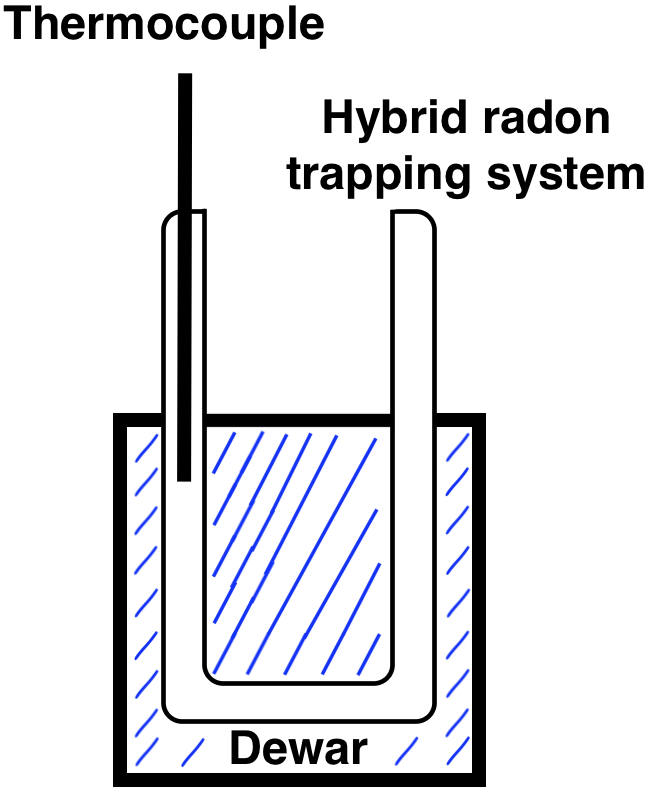 Thermocouple
Hybrid radon
trapping system
Dewar